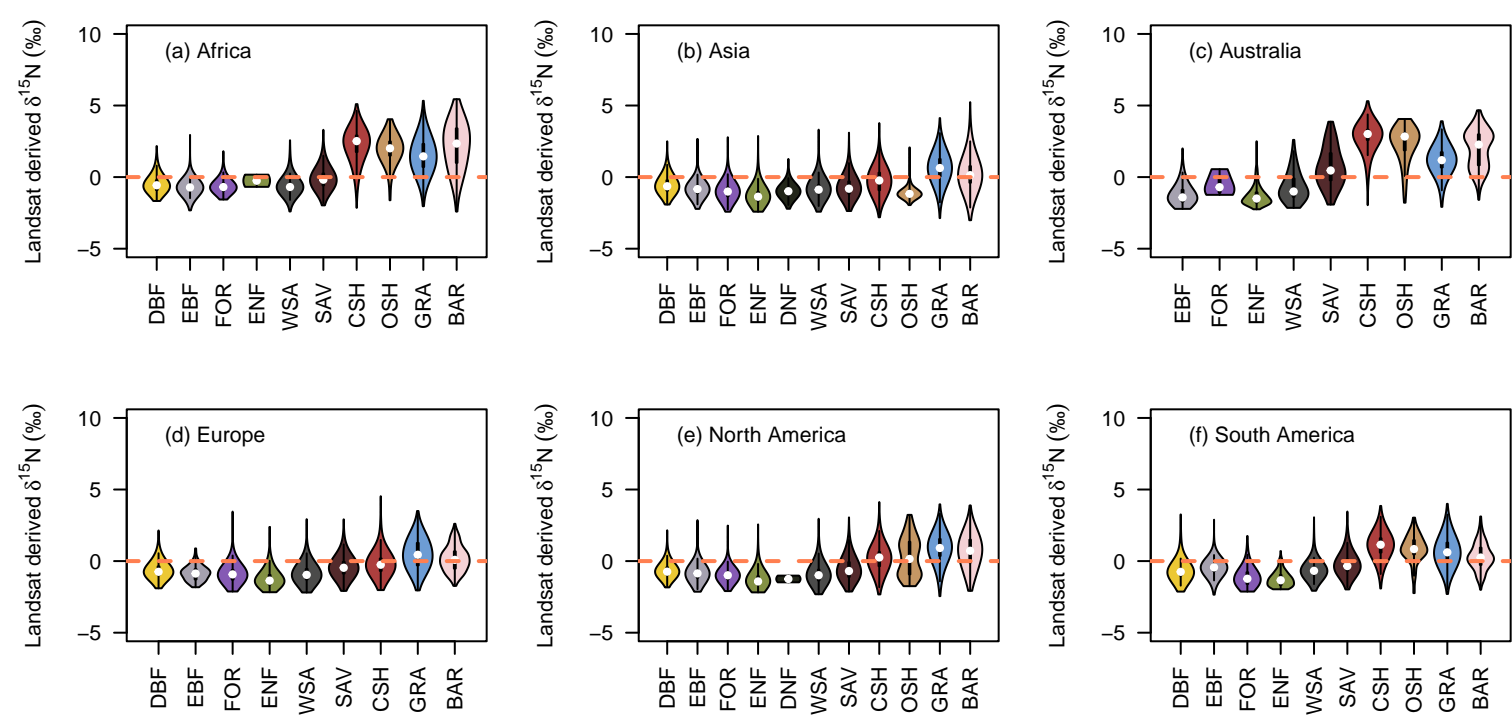 Landsat derived δ¹⁵N (‰)
10
5
0
−5
(a) Africa
DBF EBF FOR ENF WSA SAV CSH OSH GRA BAR
Landsat derived δ¹⁵N (‰)
10
5
0
−5
(b) Asia
DBF EBF FOR ENF DNF WSA SAV CSH OSH GRA BAR
Landsat derived δ¹⁵N (‰)
10
5
0
−5
(c) Australia
EBF FOR ENF WSA SAV CSH OSH GRA BAR
Landsat derived δ¹⁵N (‰)
10
5
0
−5
(d) Europe
DBF EBF FOR ENF WSA SAV CSH GRA BAR
Landsat derived δ¹⁵N (‰)
10
5
0
−5
(e) North America
DBF EBF FOR ENF DNF WSA SAV CSH OSH GRA BAR
Landsat derived δ¹⁵N (‰)
10
5
0
−5
(f) South America
DBF EBF FOR ENF WSA SAV CSH OSH GRA BAR